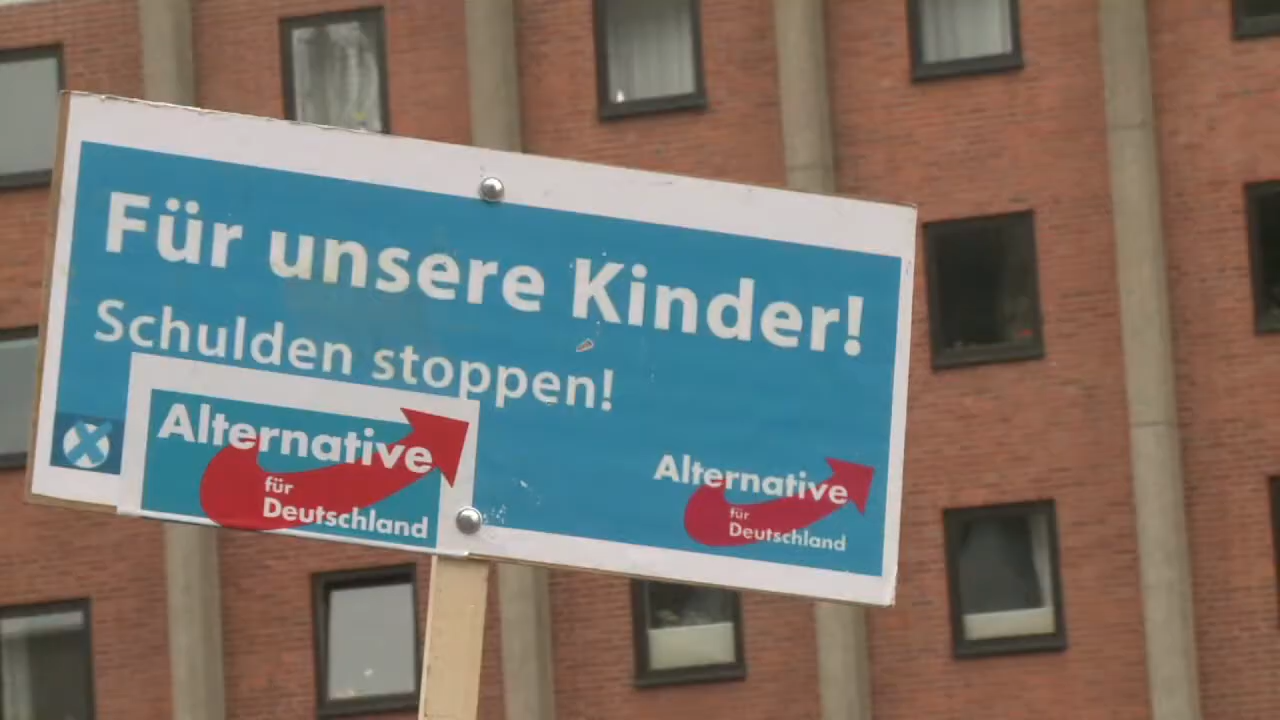 Für unsere Kinder!
Schulden stoppen!
Alternative
für
Deutschland
Alternative
für
Deutschland